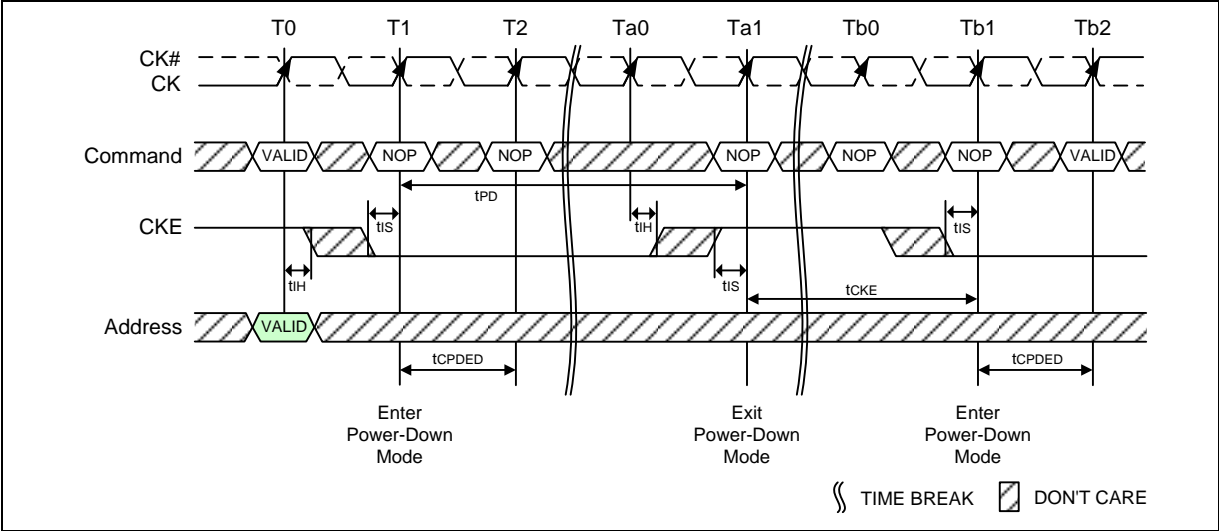 T0 T1 T2 Ta0 Ta1 Tb0 Tb1 Tb2
CK#
CK
Command VALID NOP NOP NOP NOP NOP VALID
tPD
CKE tIS tIH tIS
tIH tIS
tCKE
Address VALID
tCPDED tCPDED
Enter
Power-Down
Mode
Exit
Power-Down
Mode
Enter
Power-Down
Mode
TIME BREAK DON'T CARE